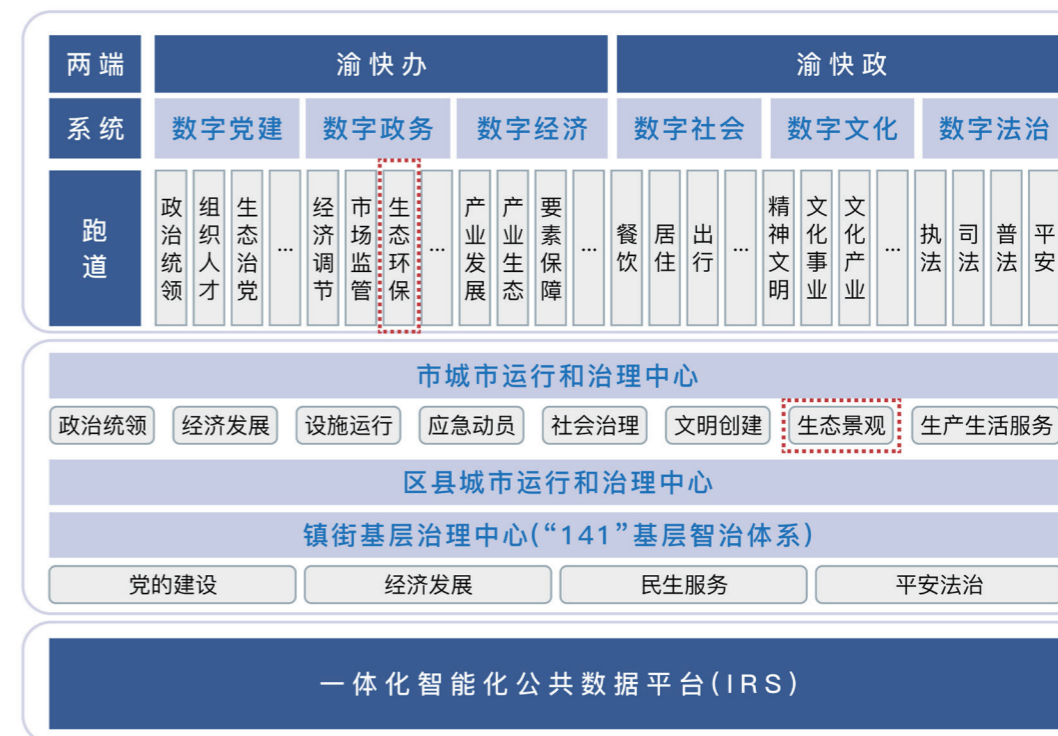 两端
渝快办
渝快政
系统
数字党建
数字政务
数字经济
数字社会
数字文化
数字法治
跑道
政治统领
组织人才
生态治党
...
经济调节
市场监管
生态环保
...
产业发展
产业生态
要素保障
...
餐饮
居住
出行
...
精神文明
文化事业
文化产业
...
执法
司法
普法
平安
市城市运行和治理中心
政治统领
经济发展
设施运行
应急动员
社会治理
文明创建
生态景观
生产生活服务
区县城市运行和治理中心
镇街基层治理中心(“141”基层智治体系)
党的建设
经济发展
民生服务
平安法治
一体化智能化公共数据平台(IRS)